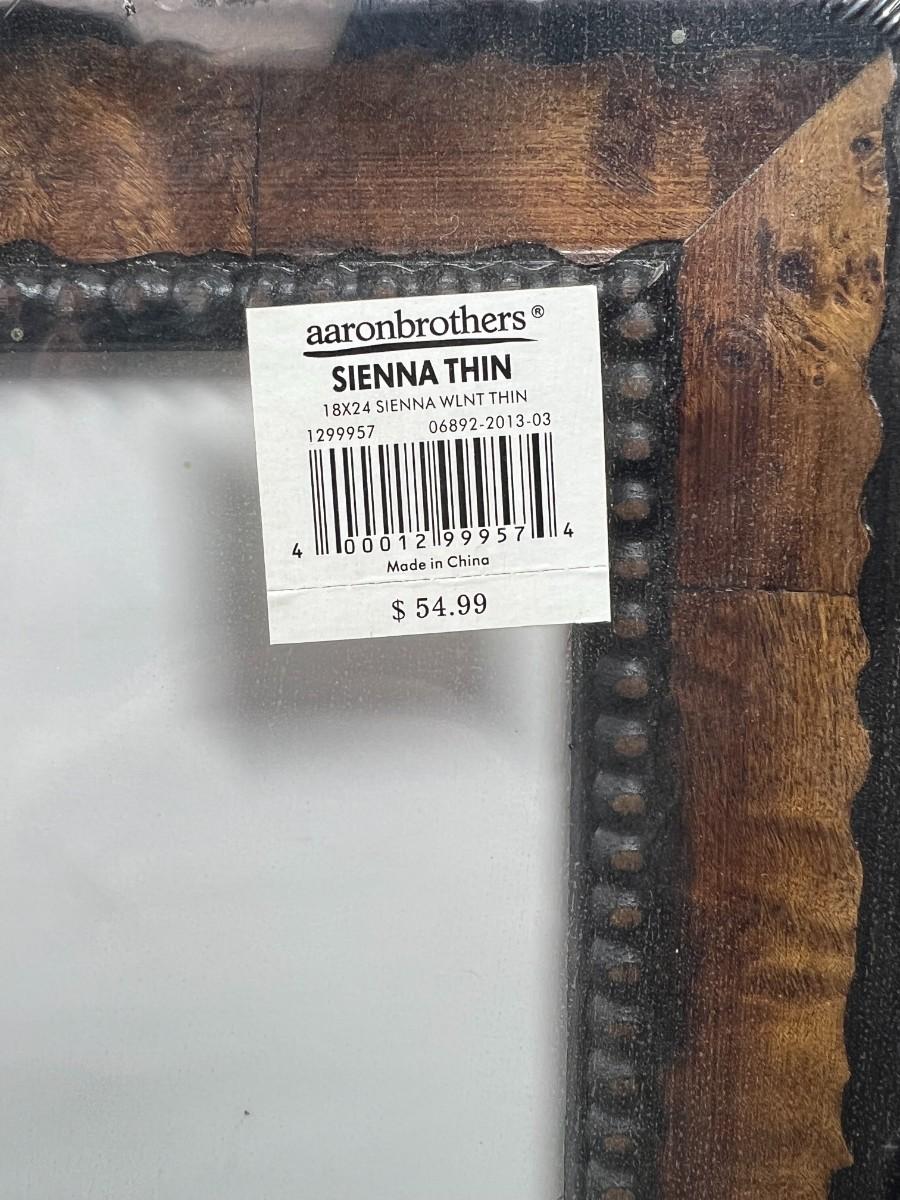 aaronbrothers®
SIENNA THIN
18X24 SIENNA WLNT THIN
1299957 06892-2013-03
4 00012 99957 4
Made in China
$ 54.99